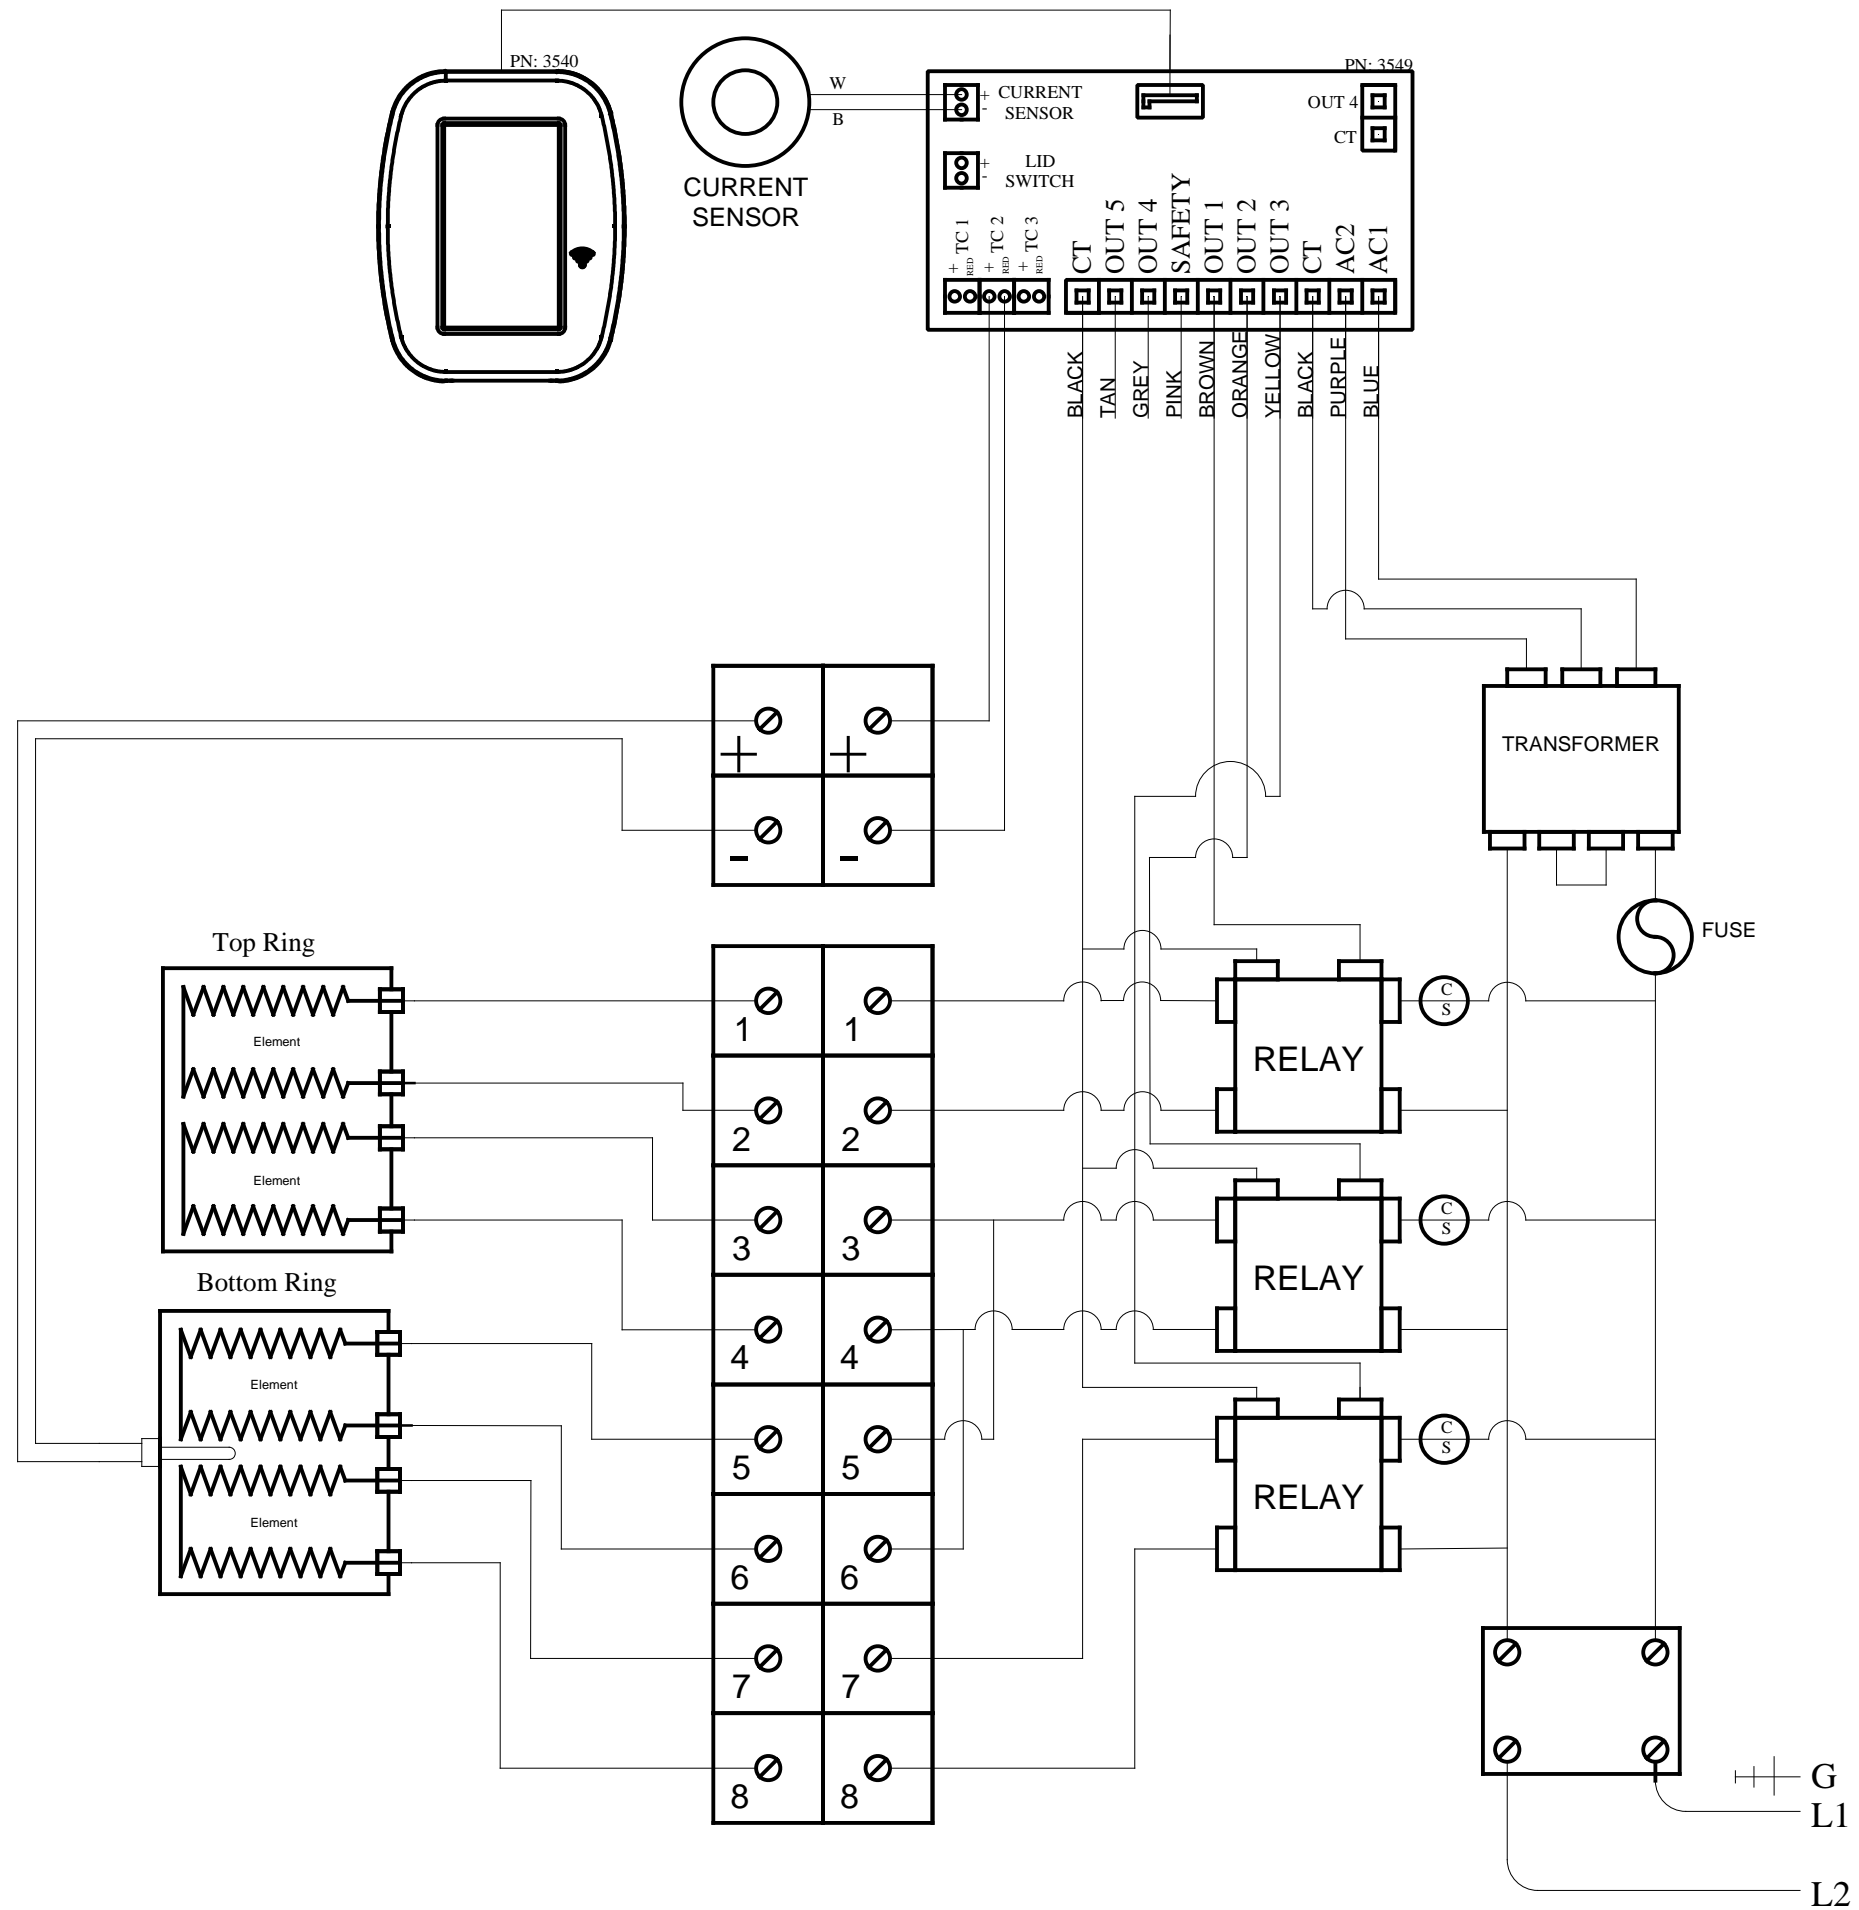 PN: 3540
PN: 3549
W
B
CURRENT
SENSOR
+
-
CURRENT
SENSOR
OUT 4
CT
+
-
LID
SWITCH
+ RED TC 1
+ RED TC 2
+ RED TC 3
CT
OUT 5
OUT 4
SAFETY
OUT 1
OUT 2
OUT 3
CT
AC2
AC1
BLACK
TAN
GREY
PINK
BROWN
ORANGE
YELLOW
BLACK
PURPLE
BLUE
TRANSFORMER
+ +
- -
FUSE
Top Ring
Element
Element
Bottom Ring
Element
Element
1 1
2 2
3 3
4 4
5 5
6 6
7 7
8 8
RELAY
C
S
RELAY
C
S
RELAY
C
S
G
L1
L2